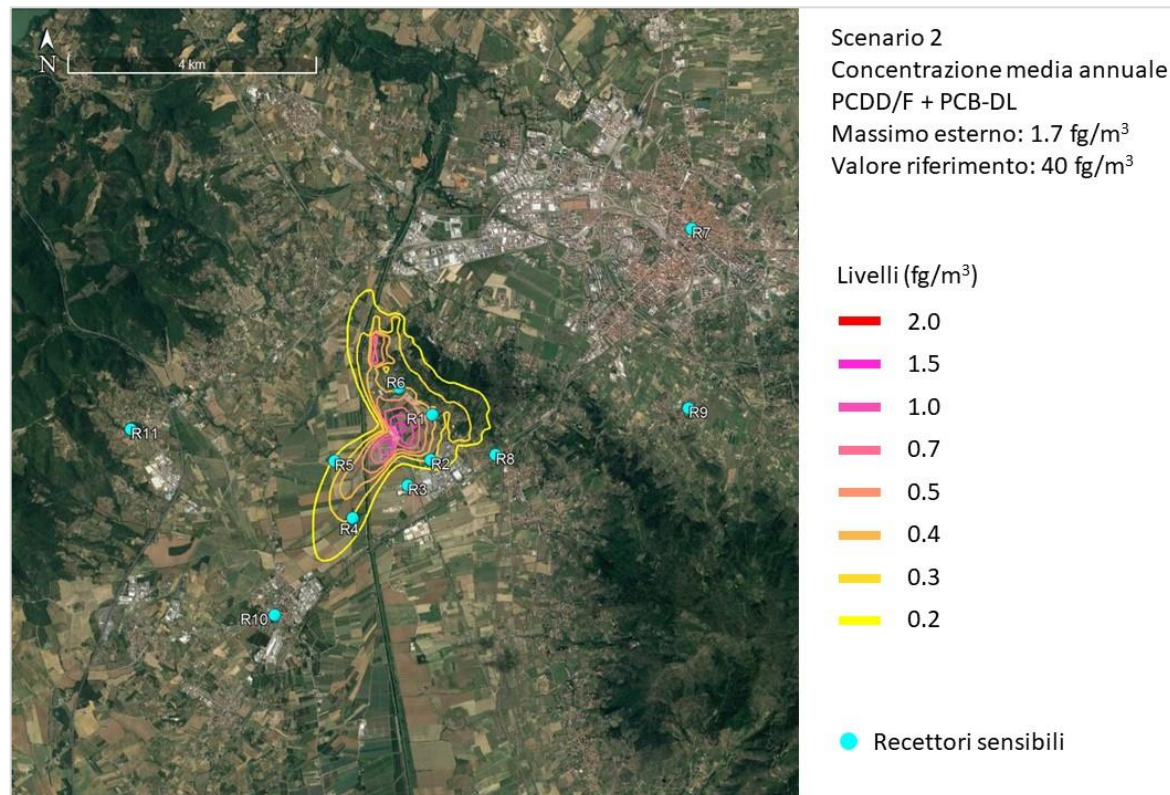 Scenario 2
Concentrazione media annuale
PCDD/F + PCB-DL
Massimo esterno: 1.7 fg/m³
Valore riferimento: 40 fg/m³
Livelli (fg/m³)
2.0
1.5
1.0
0.7
0.5
0.4
0.3
0.2
Recettori sensibili
N
4 km
R7
R6
R1
R9
R11
R5
R2
R8
R3
R4
R10